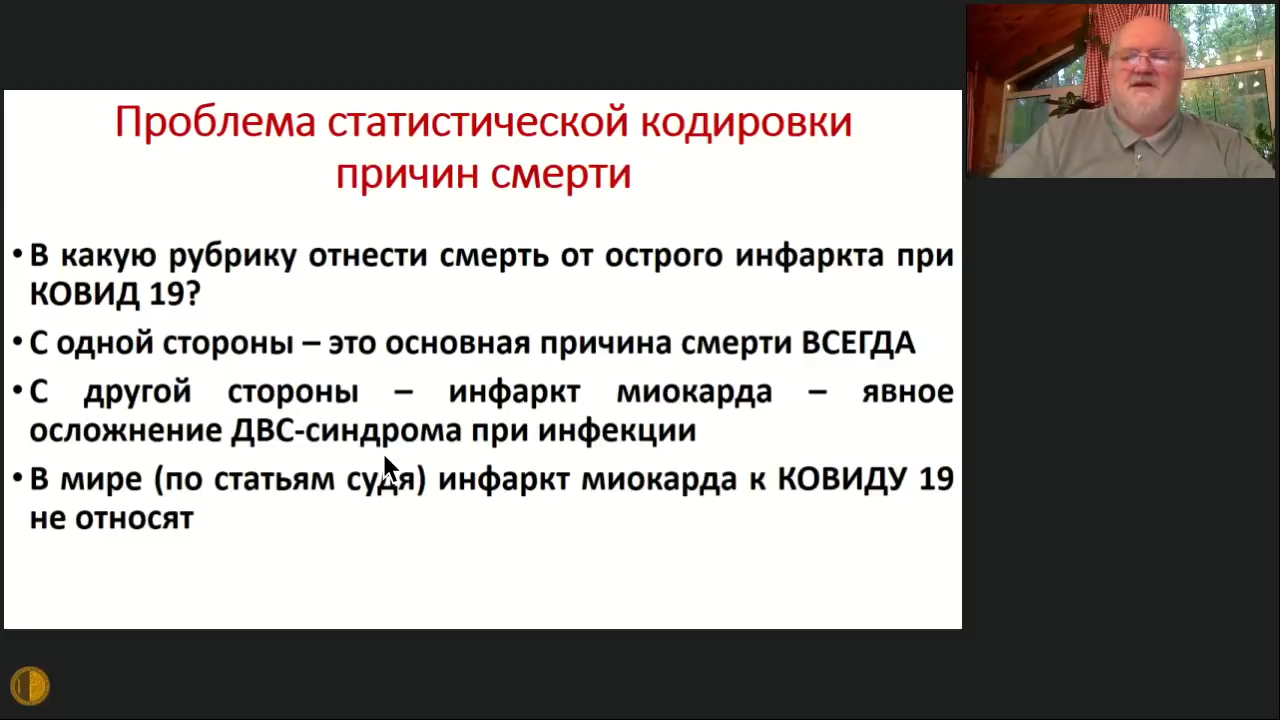 Проблема статистической кодировки
причин смерти
• В какую рубрику отнести смерть от острого инфаркта при
КОВИД 19?
• С одной стороны – это основная причина смерти ВСЕГДА
• С другой стороны – инфаркт миокарда – явное
осложнение ДВС-синдрома при инфекции
• В мире (по статьям судя) инфаркт миокарда к КОВИДУ 19
не относят